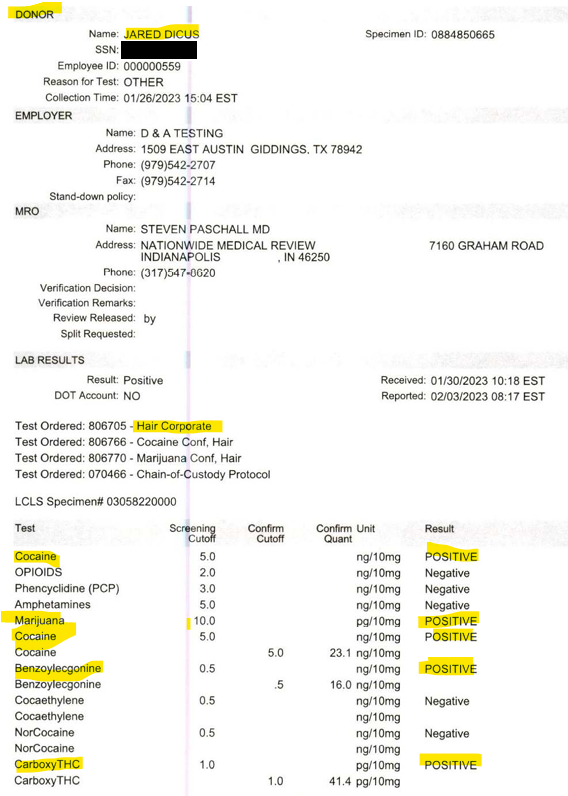 DONOR
Name: JARED DICUS Specimen ID: 0884850665
SSN:
Employee ID: 000000559
Reason for Test: OTHER
Collection Time: 01/26/2023 15:04 EST
EMPLOYER
Name: D & A TESTING
Address: 1509 EAST AUSTIN GIDDINGS, TX 78942
Phone: (979)542-2707
Fax: (979)542-2714
Stand-down policy:
MRO
Name: STEVEN PASCHALL MD
Address: NATIONWIDE MEDICAL REVIEW 7160 GRAHAM ROAD
INDIANAPOLIS , IN 46250
Phone: (317)547-8620
Verification Decision:
Verification Remarks:
Review Released: by
Split Requested:
LAB RESULTS
Result: Positive Received: 01/30/2023 10:18 EST
DOT Account: NO Reported: 02/03/2023 08:17 EST
Test Ordered: 806705 - Hair Corporate
Test Ordered: 806766 - Cocaine Conf, Hair
Test Ordered: 806770 - Marijuana Conf, Hair
Test Ordered: 070466 - Chain-of-Custody Protocol
LCLS Specimen# 03058220000
Test Screening Confirm Confirm Unit Result
Cutoff Cutoff Quant
Cocaine 5.0 ng/10mg POSITIVE
OPIOIDS 2.0 ng/10mg Negative
Phencyclidine (PCP) 3.0 ng/10mg Negative
Amphetamines 5.0 ng/10mg Negative
Marijuana 10.0 pg/10mg POSITIVE
Cocaine 5.0 ng/10mg POSITIVE
Cocaine 5.0 23.1 ng/10mg
Benzoylecgonine 0.5 ng/10mg POSITIVE
Benzoylecgonine .5 16.0 ng/10mg
Cocaethylene 0.5 ng/10mg Negative
Cocaethylene ng/10mg
NorCocaine 0.5 ng/10mg Negative
NorCocaine ng/10mg
CarboxyTHC 1.0 pg/10mg POSITIVE
CarboxyTHC 1.0 41.4 pg/10mg